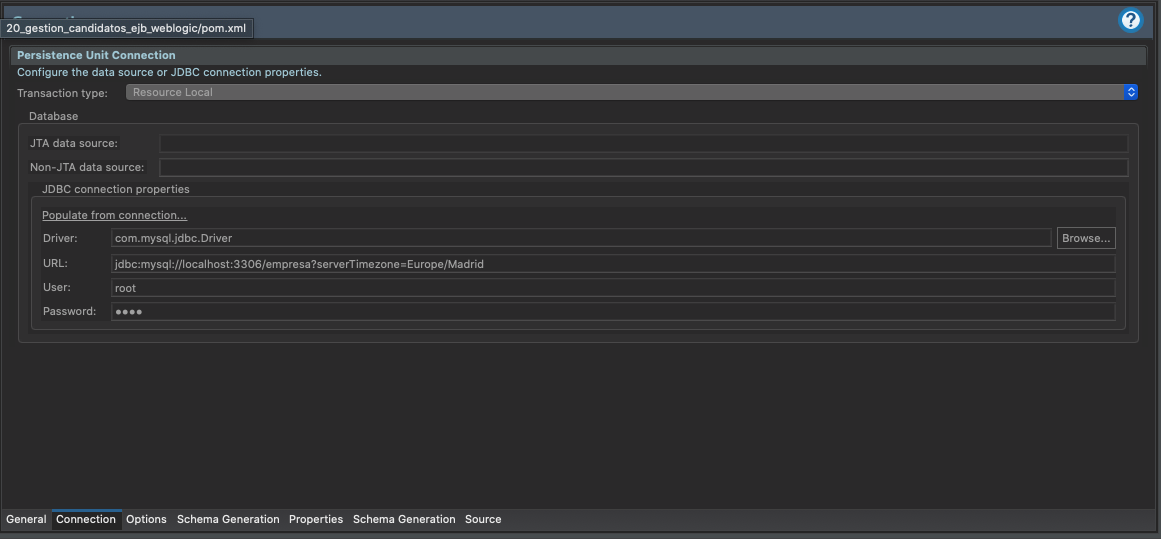 20_gestion_candidatos_ejb_weblogic/pom.xml
Persistence Unit Connection
Configure the data source or JDBC connection properties.
Transaction type: Resource Local
Database
JTA data source:
Non-JTA data source:
JDBC connection properties
Populate from connection...
Driver: com.mysql.jdbc.Driver Browse...
URL: jdbc:mysql://localhost:3306/empresa?serverTimezone=Europe/Madrid
User: root
Password: ●●●●
General Connection Options Schema Generation Properties Schema Generation Source